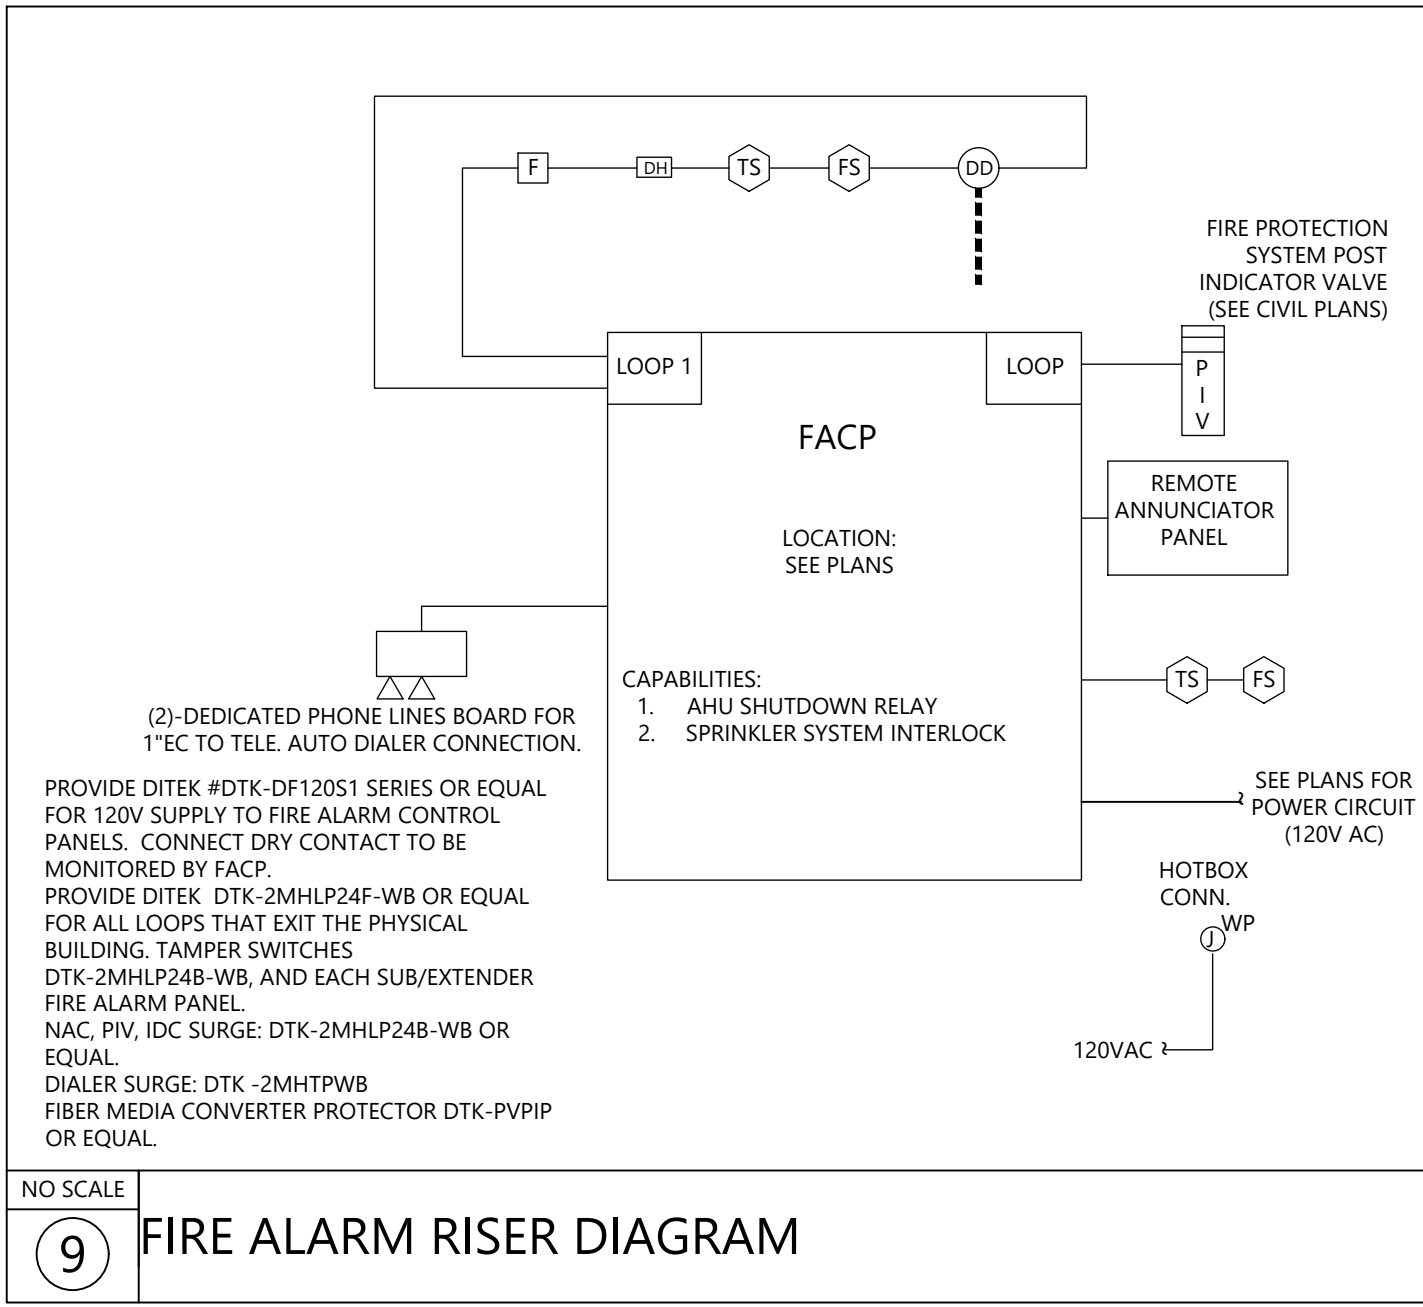 F
DH
TS
FS
DD
FIRE PROTECTION
SYSTEM POST
INDICATOR VALVE
(SEE CIVIL PLANS)
LOOP 1
LOOP
P
I
V
FACP
REMOTE
ANNUNCIATOR
PANEL
LOCATION:
SEE PLANS
CAPABILITIES:
1. AHU SHUTDOWN RELAY
2. SPRINKLER SYSTEM INTERLOCK
TS
FS
(2)-DEDICATED PHONE LINES BOARD FOR
1"EC TO TELE. AUTO DIALER CONNECTION.
SEE PLANS FOR
POWER CIRCUIT
(120V AC)
PROVIDE DITEK #DTK-DF120S1 SERIES OR EQUAL
FOR 120V SUPPLY TO FIRE ALARM CONTROL
PANELS. CONNECT DRY CONTACT TO BE
MONITORED BY FACP.
PROVIDE DITEK DTK-2MHLP24F-WB OR EQUAL
FOR ALL LOOPS THAT EXIT THE PHYSICAL
BUILDING. TAMPER SWITCHES
DTK-2MHLP24B-WB, AND EACH SUB/EXTENDER
FIRE ALARM PANEL.
NAC, PIV, IDC SURGE: DTK-2MHLP24B-WB OR
EQUAL.
DIALER SURGE: DTK -2MHTPWB
FIBER MEDIA CONVERTER PROTECTOR DTK-PVPIP
OR EQUAL.
HOTBOX
CONN.
WP
J
120VAC
NO SCALE
9
FIRE ALARM RISER DIAGRAM